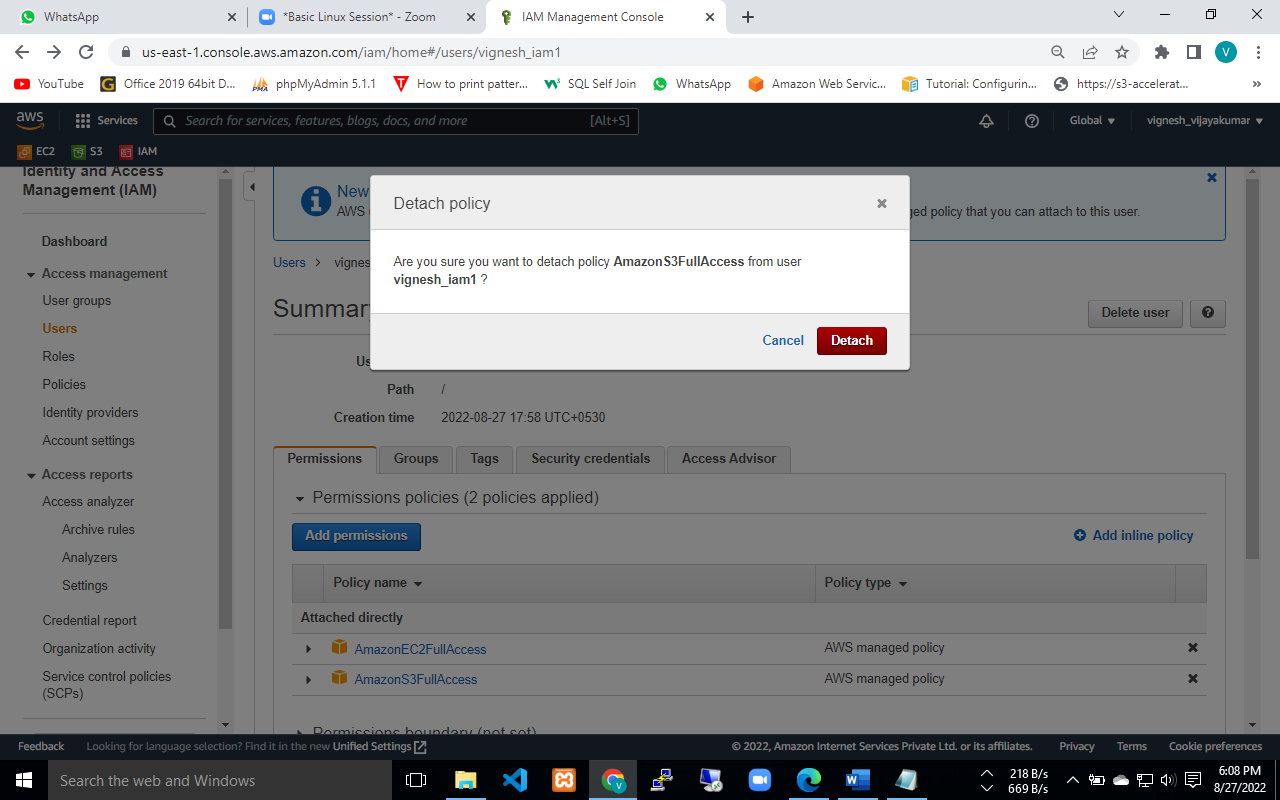 WhatsApp
*Basic Linux Session* - Zoom
IAM Management Console
us-east-1.console.aws.amazon.com/iam/home#/users/vignesh_iam1
V
YouTube
Office 2019 64bit D...
phpMyAdmin 5.1.1
How to print patter...
SQL Self Join
WhatsApp
Amazon Web Servic...
Tutorial: Configurin...
https://s3-accelerat...
aws
Services
Search for services, features, blogs, docs, and more
[Alt+S]
Global
vignesh_vijayakumar
EC2
S3
IAM
Identity and Access
Management (IAM)
Dashboard
Access management
User groups
Users
Roles
Policies
Identity providers
Account settings
Access reports
Access analyzer
Archive rules
Analyzers
Settings
Credential report
Organization activity
Service control policies
(SCPs)
New
AWS
ged policy that you can attach to this user.
Detach policy
Are you sure you want to detach policy AmazonS3FullAccess from user
vignesh_iam1 ?
Cancel
Detach
Users
vignes
Summary
Delete user
Us
Path /
Creation time 2022-08-27 17:58 UTC+0530
Permissions
Groups
Tags
Security credentials
Access Advisor
Permissions policies (2 policies applied)
Add permissions
Add inline policy
Policy name
Policy type
Attached directly
AmazonEC2FullAccess
AWS managed policy
AmazonS3FullAccess
AWS managed policy
Permissions boundary (not set)
Feedback
Looking for language selection? Find it in the new Unified Settings
© 2022, Amazon Internet Services Private Ltd. or its affiliates.
Privacy
Terms
Cookie preferences
Search the web and Windows
218 B/s
669 B/s
6:08 PM
8/27/2022